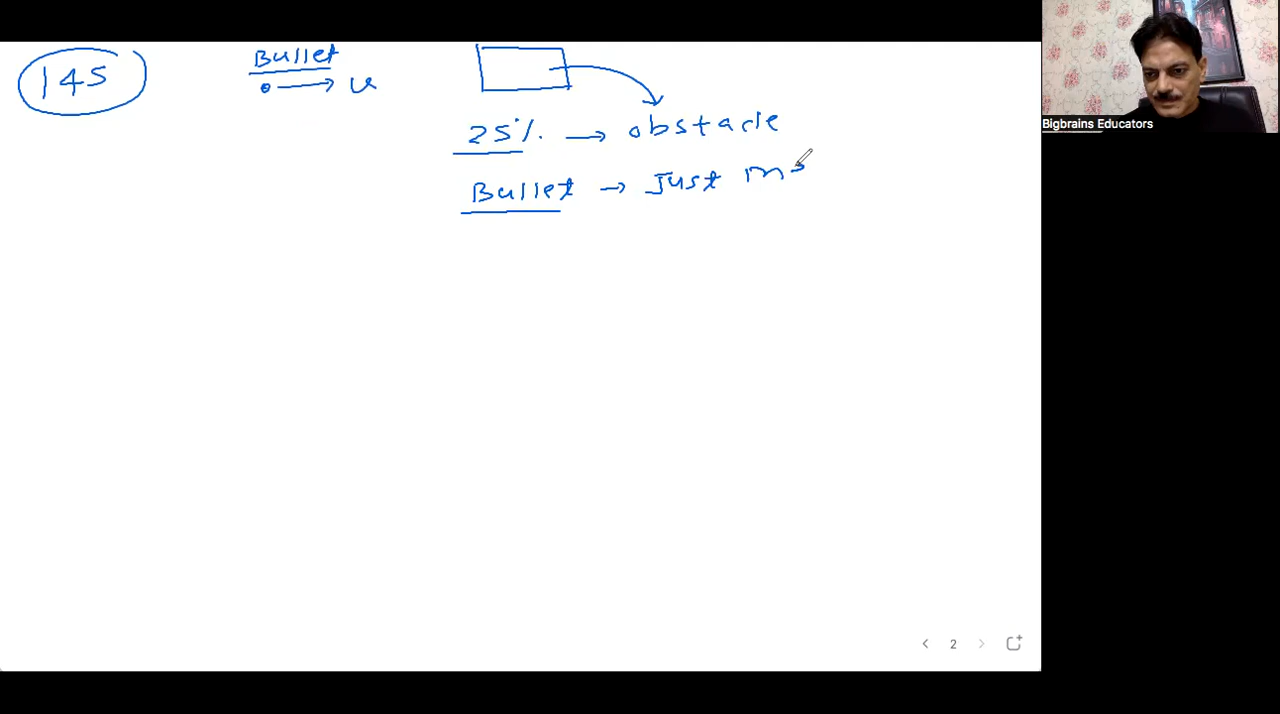 145
Bullet
u
25% → obstacle
Bullet → Just
Bigbrains Educators
2